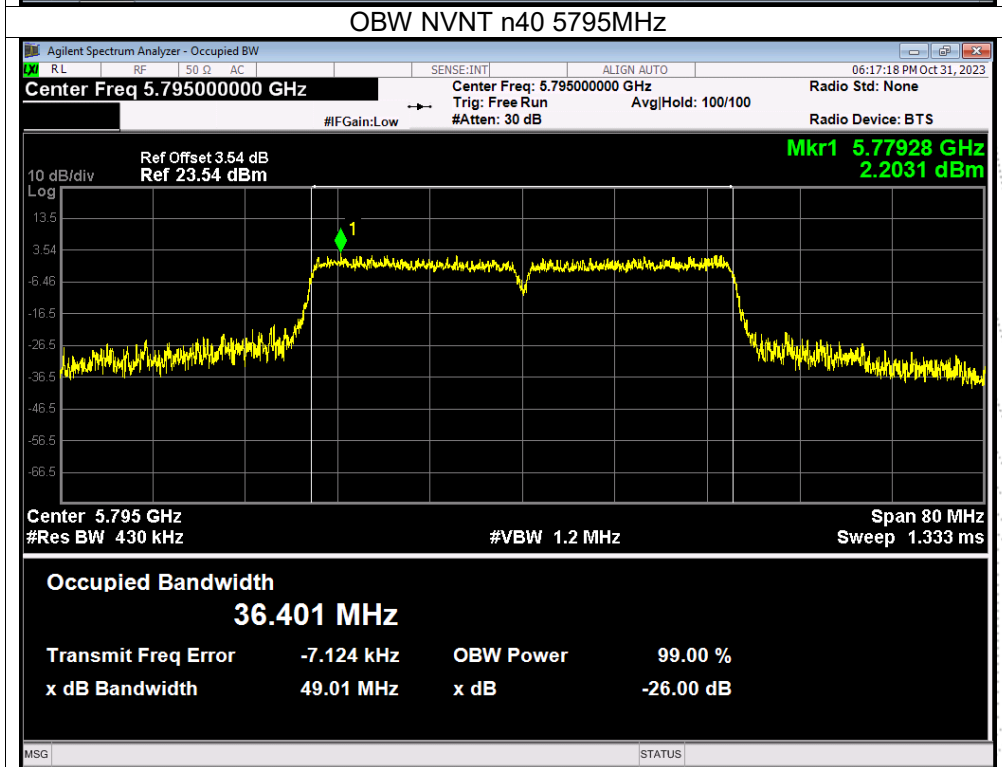 OBW NVNT n40 5795MHz
Agilent Spectrum Analyzer - Occupied BW
LXI RL RF 50 Ω AC SENSE:INT ALIGN AUTO 06:17:18 PM Oct 31, 2023
Center Freq 5.795000000 GHz Center Freq: 5.795000000 GHz Radio Std: None
Trig: Free Run Avg|Hold: 100/100
#IFGain:Low #Atten: 30 dB Radio Device: BTS
Mkr1 5.77928 GHz
2.2031 dBm
Ref Offset 3.54 dB
10 dB/div Ref 23.54 dBm
Log
13.5
1
3.54
-6.46
-16.5
-26.5
-36.5
-46.5
-56.5
-66.5
Center 5.795 GHz Span 80 MHz
#Res BW 430 kHz #VBW 1.2 MHz Sweep 1.333 ms
Occupied Bandwidth
36.401 MHz
Transmit Freq Error -7.124 kHz OBW Power 99.00 %
x dB Bandwidth 49.01 MHz x dB -26.00 dB
MSG STATUS